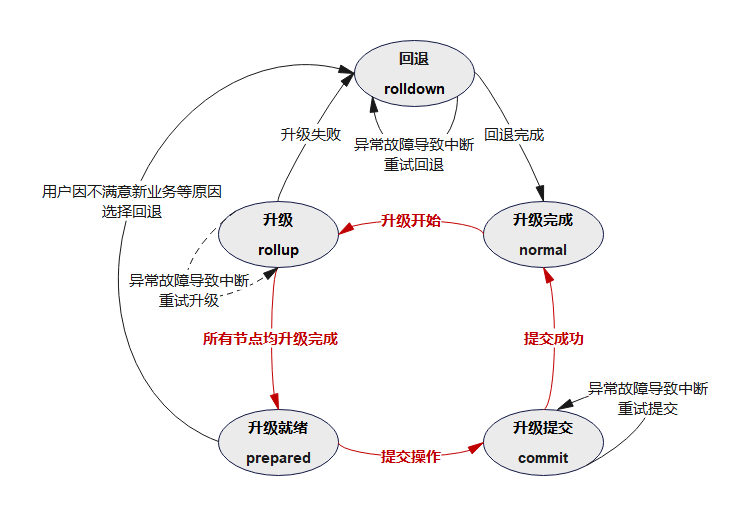 回退
rolldown
升级失败
异常故障导致中断
重试回退
回退完成
用户因不满意新业务等原因
选择回退
升级
rollup
升级开始
升级完成
normal
异常故障导致中断
重试升级
所有节点均升级完成
提交成功
异常故障导致中断
重试提交
升级就绪
prepared
提交操作
升级提交
commit